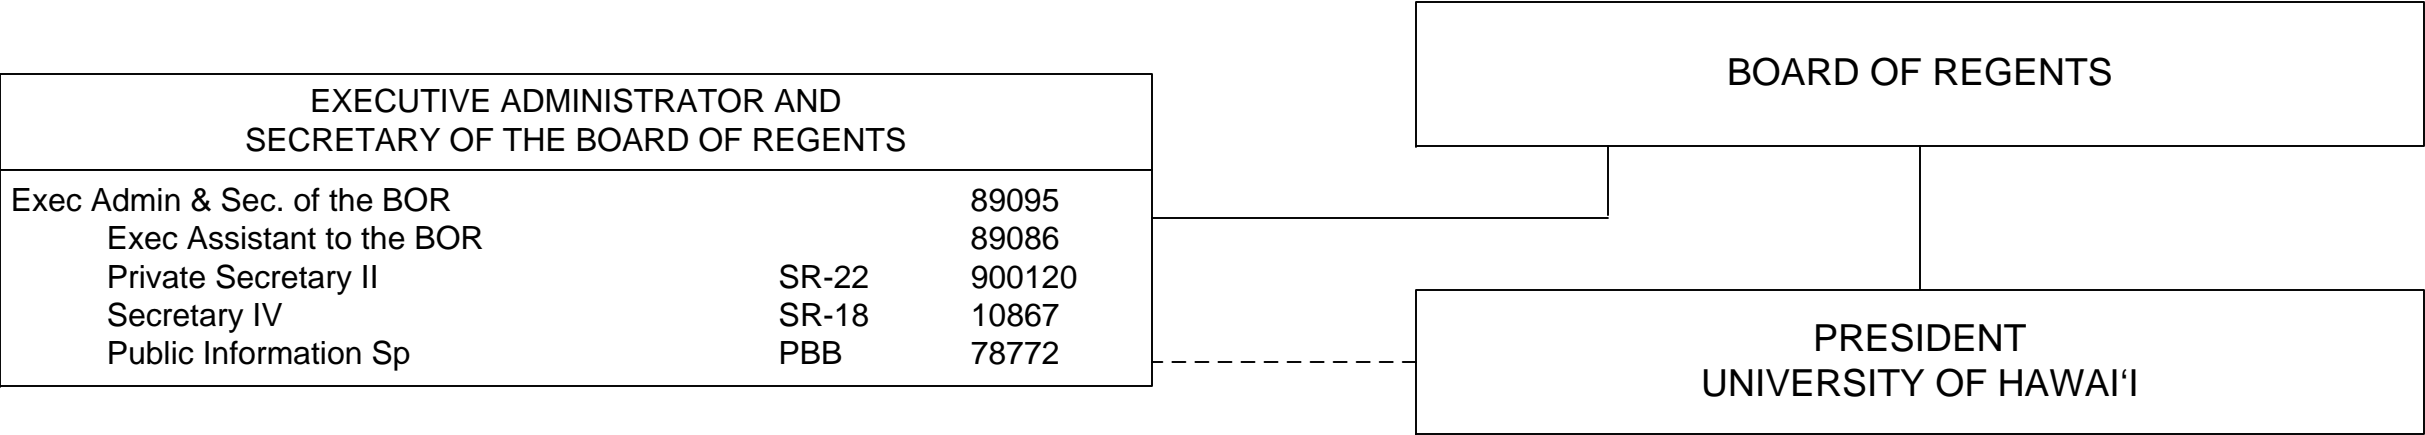 BOARD OF REGENTS
EXECUTIVE ADMINISTRATOR AND
SECRETARY OF THE BOARD OF REGENTS
Exec Admin & Sec. of the BOR 89095
Exec Assistant to the BOR 89086
Private Secretary II SR-22 900120
Secretary IV SR-18 10867
Public Information Sp PBB 78772
PRESIDENT
UNIVERSITY OF HAWAI‘I